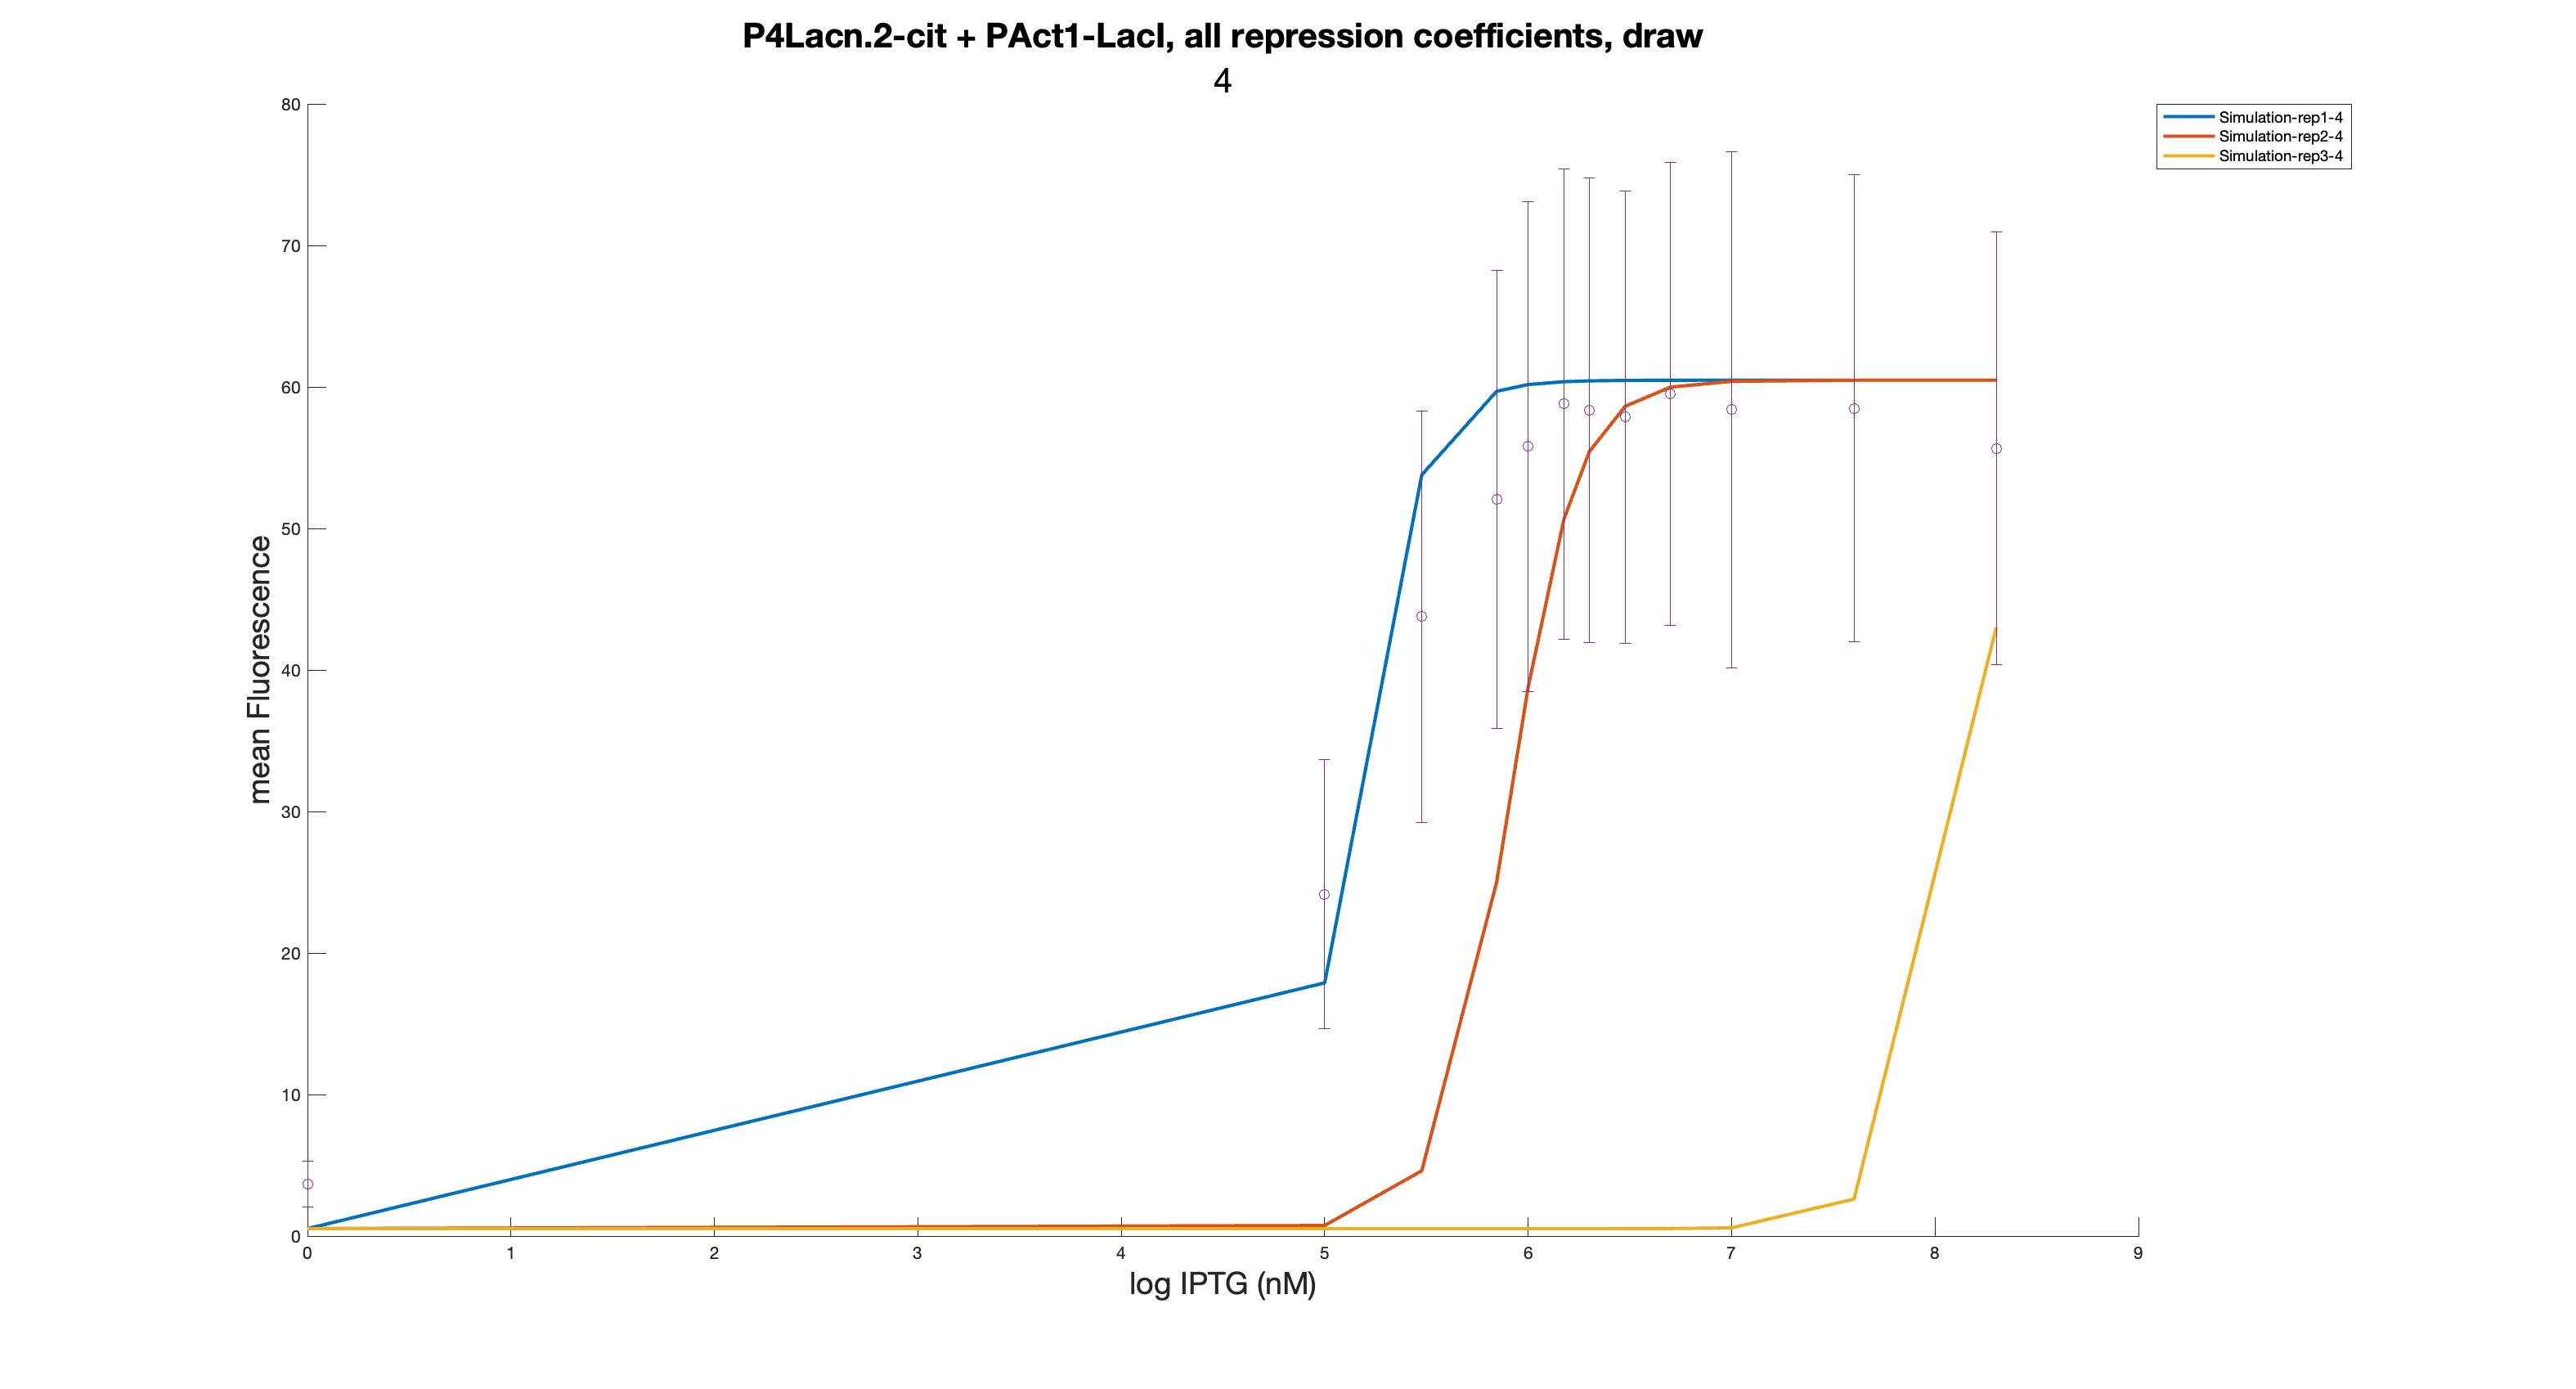 P4Lacn.2-cit + PAct1-LacI, all repression coefficients, draw
4
80
70
60
50
40
30
20
10
0
mean Fluorescence
0 1 2 3 4 5 6 7 8 9
log IPTG (nM)
Simulation-rep1-4
Simulation-rep2-4
Simulation-rep3-4